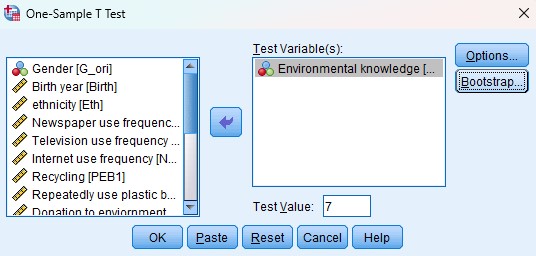 One-Sample T Test
Test Variable(s):
Gender [G_ori]
Birth year [Birth]
ethnicity [Eth]
Newspaper use frequenc...
Television use frequency ...
Internet use frequency [N...
Recycling [PEB1]
Repeatedly use plastic b...
Donation to enviornment
Environmental knowledge [...
Options...
Bootstrap...
Test Value: 7
OK
Paste
Reset
Cancel
Help